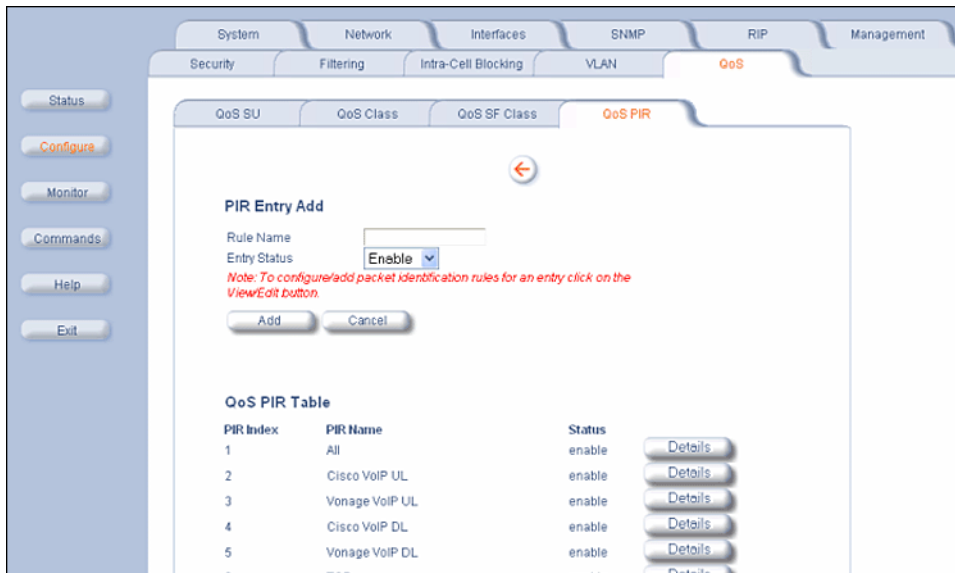 System Network Interfaces SNMP RIP Management
Security Filtering Intra-Cell Blocking VLAN QoS
Status
QoS SU QoS Class QoS SF Class QoS PIR
Configure
Monitor
PIR Entry Add
Commands
Rule Name
Entry Status Enable
Note: To configure/add packet identification rules for an entry click on the
View/Edit button.
Help
Add Cancel
Exit
QoS PIR Table
PIR Index PIR Name Status
1 All enable Details
2 Cisco VoIP UL enable Details
3 Vonage VoIP UL enable Details
4 Cisco VoIP DL enable Details
5 Vonage VoIP DL enable Details
Details